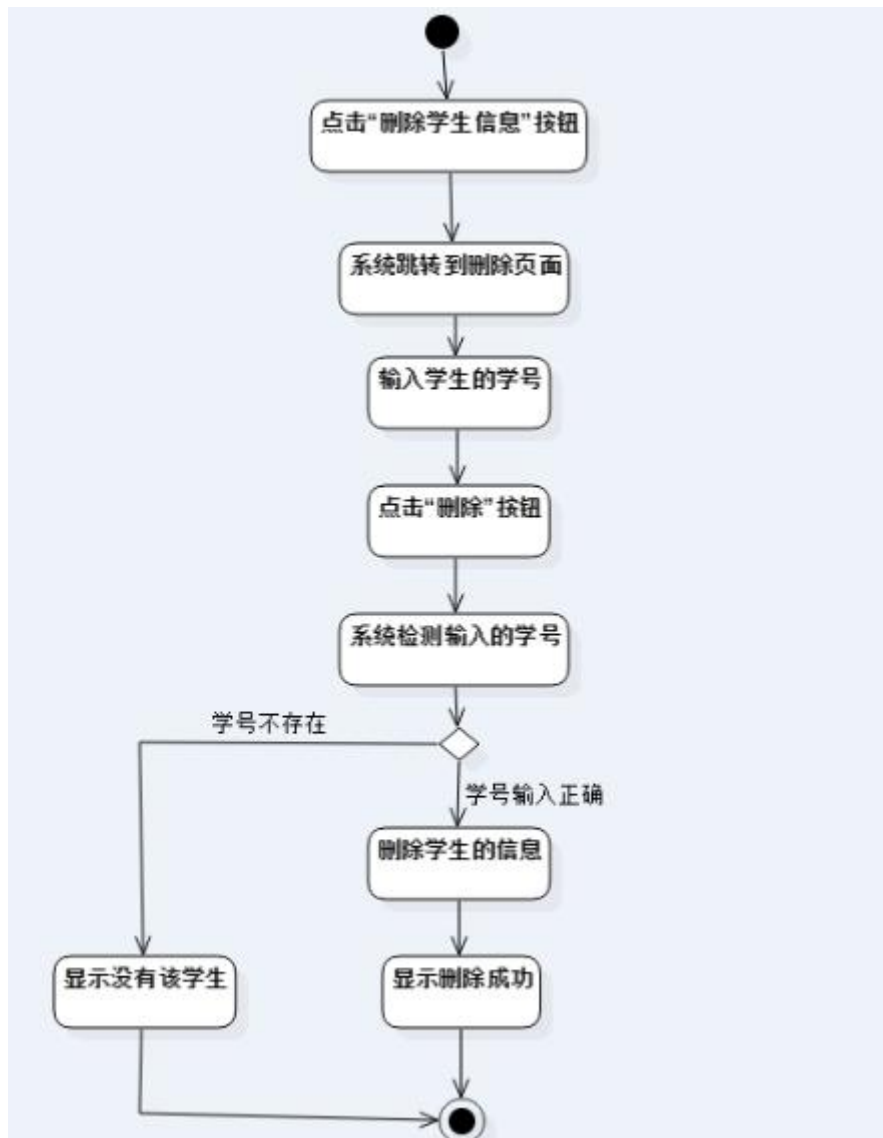 点击“删除学生信息”按钮
系统跳转到删除页面
输入学生的学号
点击“删除”按钮
系统检测输入的学号
学号不存在
学号输入正确
删除学生的信息
显示没有该学生
显示删除成功